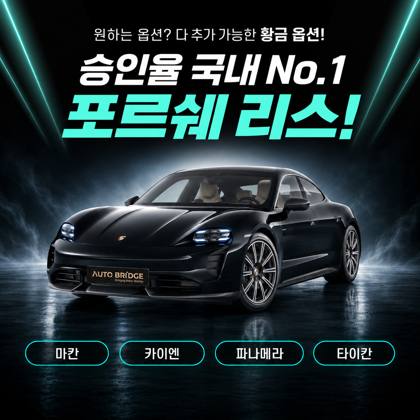 원하는 옵션? 다 추가 가능한 황금 옵션!
승인율 국내 No.1
포르쉐 리스!
AUTO BRIDGE
마칸
카이엔
파나메라
타이칸